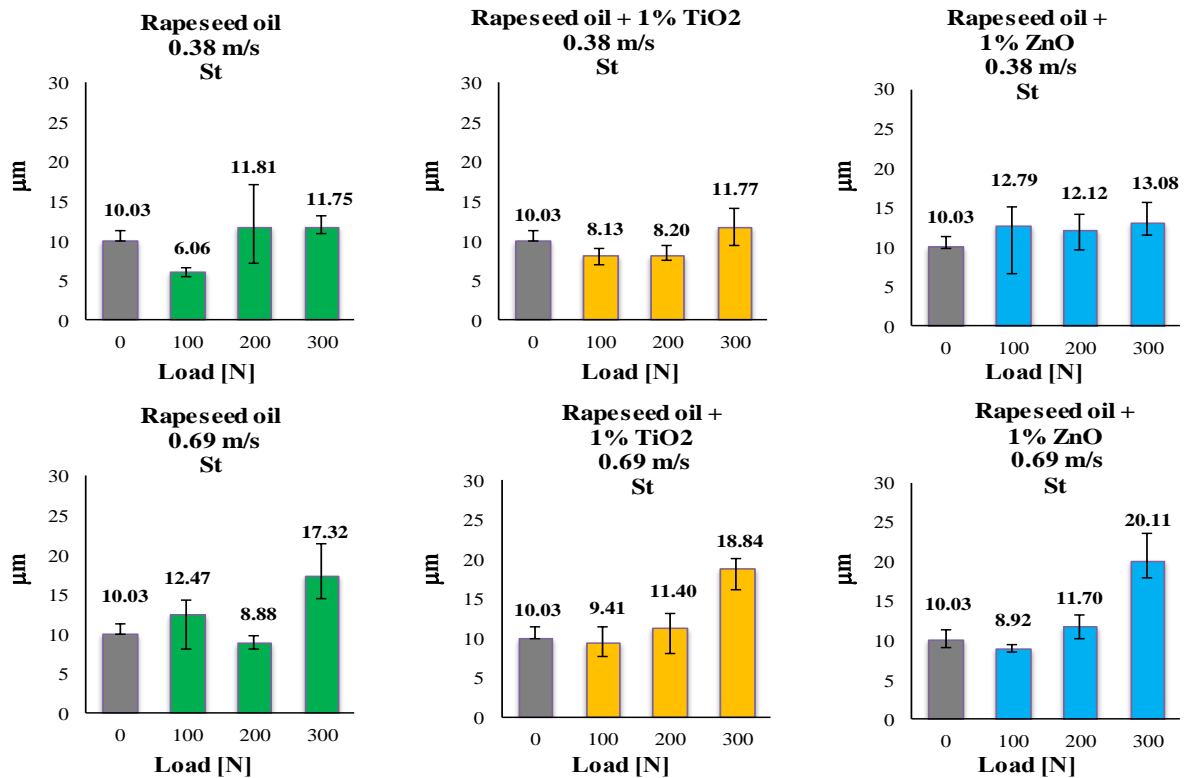 Rapeseed oil
0.38 m/s
St
30
25
20
15
10
5
0
µm
10.03
6.06
11.81
11.75
0
100
200
300
Load [N]
Rapeseed oil + 1% TiO2
0.38 m/s
St
30
25
20
15
10
5
0
µm
10.03
8.13
8.20
11.77
0
100
200
300
Load [N]
Rapeseed oil +
1% ZnO
0.38 m/s
St
30
25
20
15
10
5
0
µm
10.03
12.79
12.12
13.08
0
100
200
300
Load [N]
Rapeseed oil
0.69 m/s
St
30
25
20
15
10
5
0
µm
10.03
12.47
8.88
17.32
0
100
200
300
Load [N]
Rapeseed oil +
1% TiO2
0.69 m/s
St
30
25
20
15
10
5
0
µm
10.03
9.41
11.40
18.84
0
100
200
300
Load [N]
Rapeseed oil +
1% ZnO
0.69 m/s
St
30
25
20
15
10
5
0
µm
10.03
8.92
11.70
20.11
0
100
200
300
Load [N]